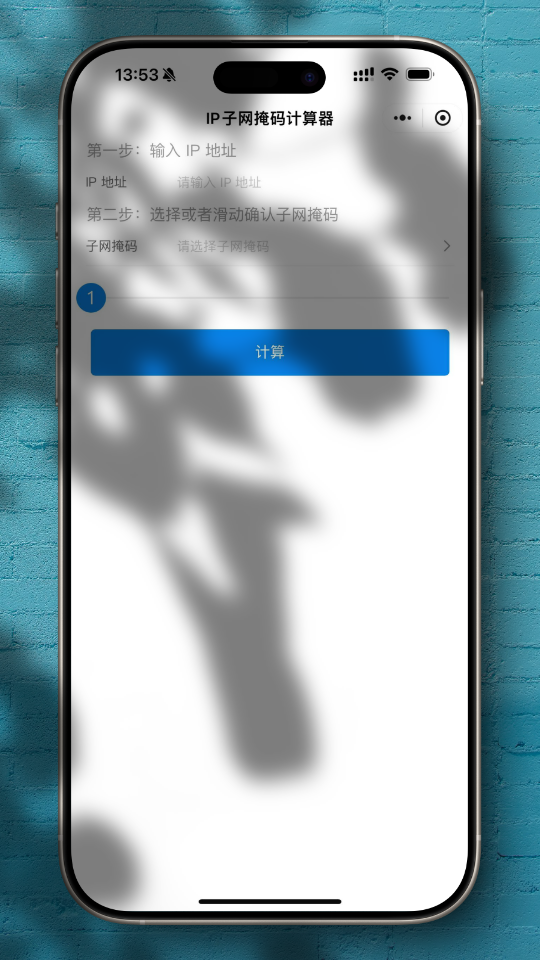 13:53
IP子网掩码计算器
第一步：输入 IP 地址
IP 地址 请输入 IP 地址
第二步：选择或者滑动确认子网掩码
子网掩码 请选择子网掩码
1
计算